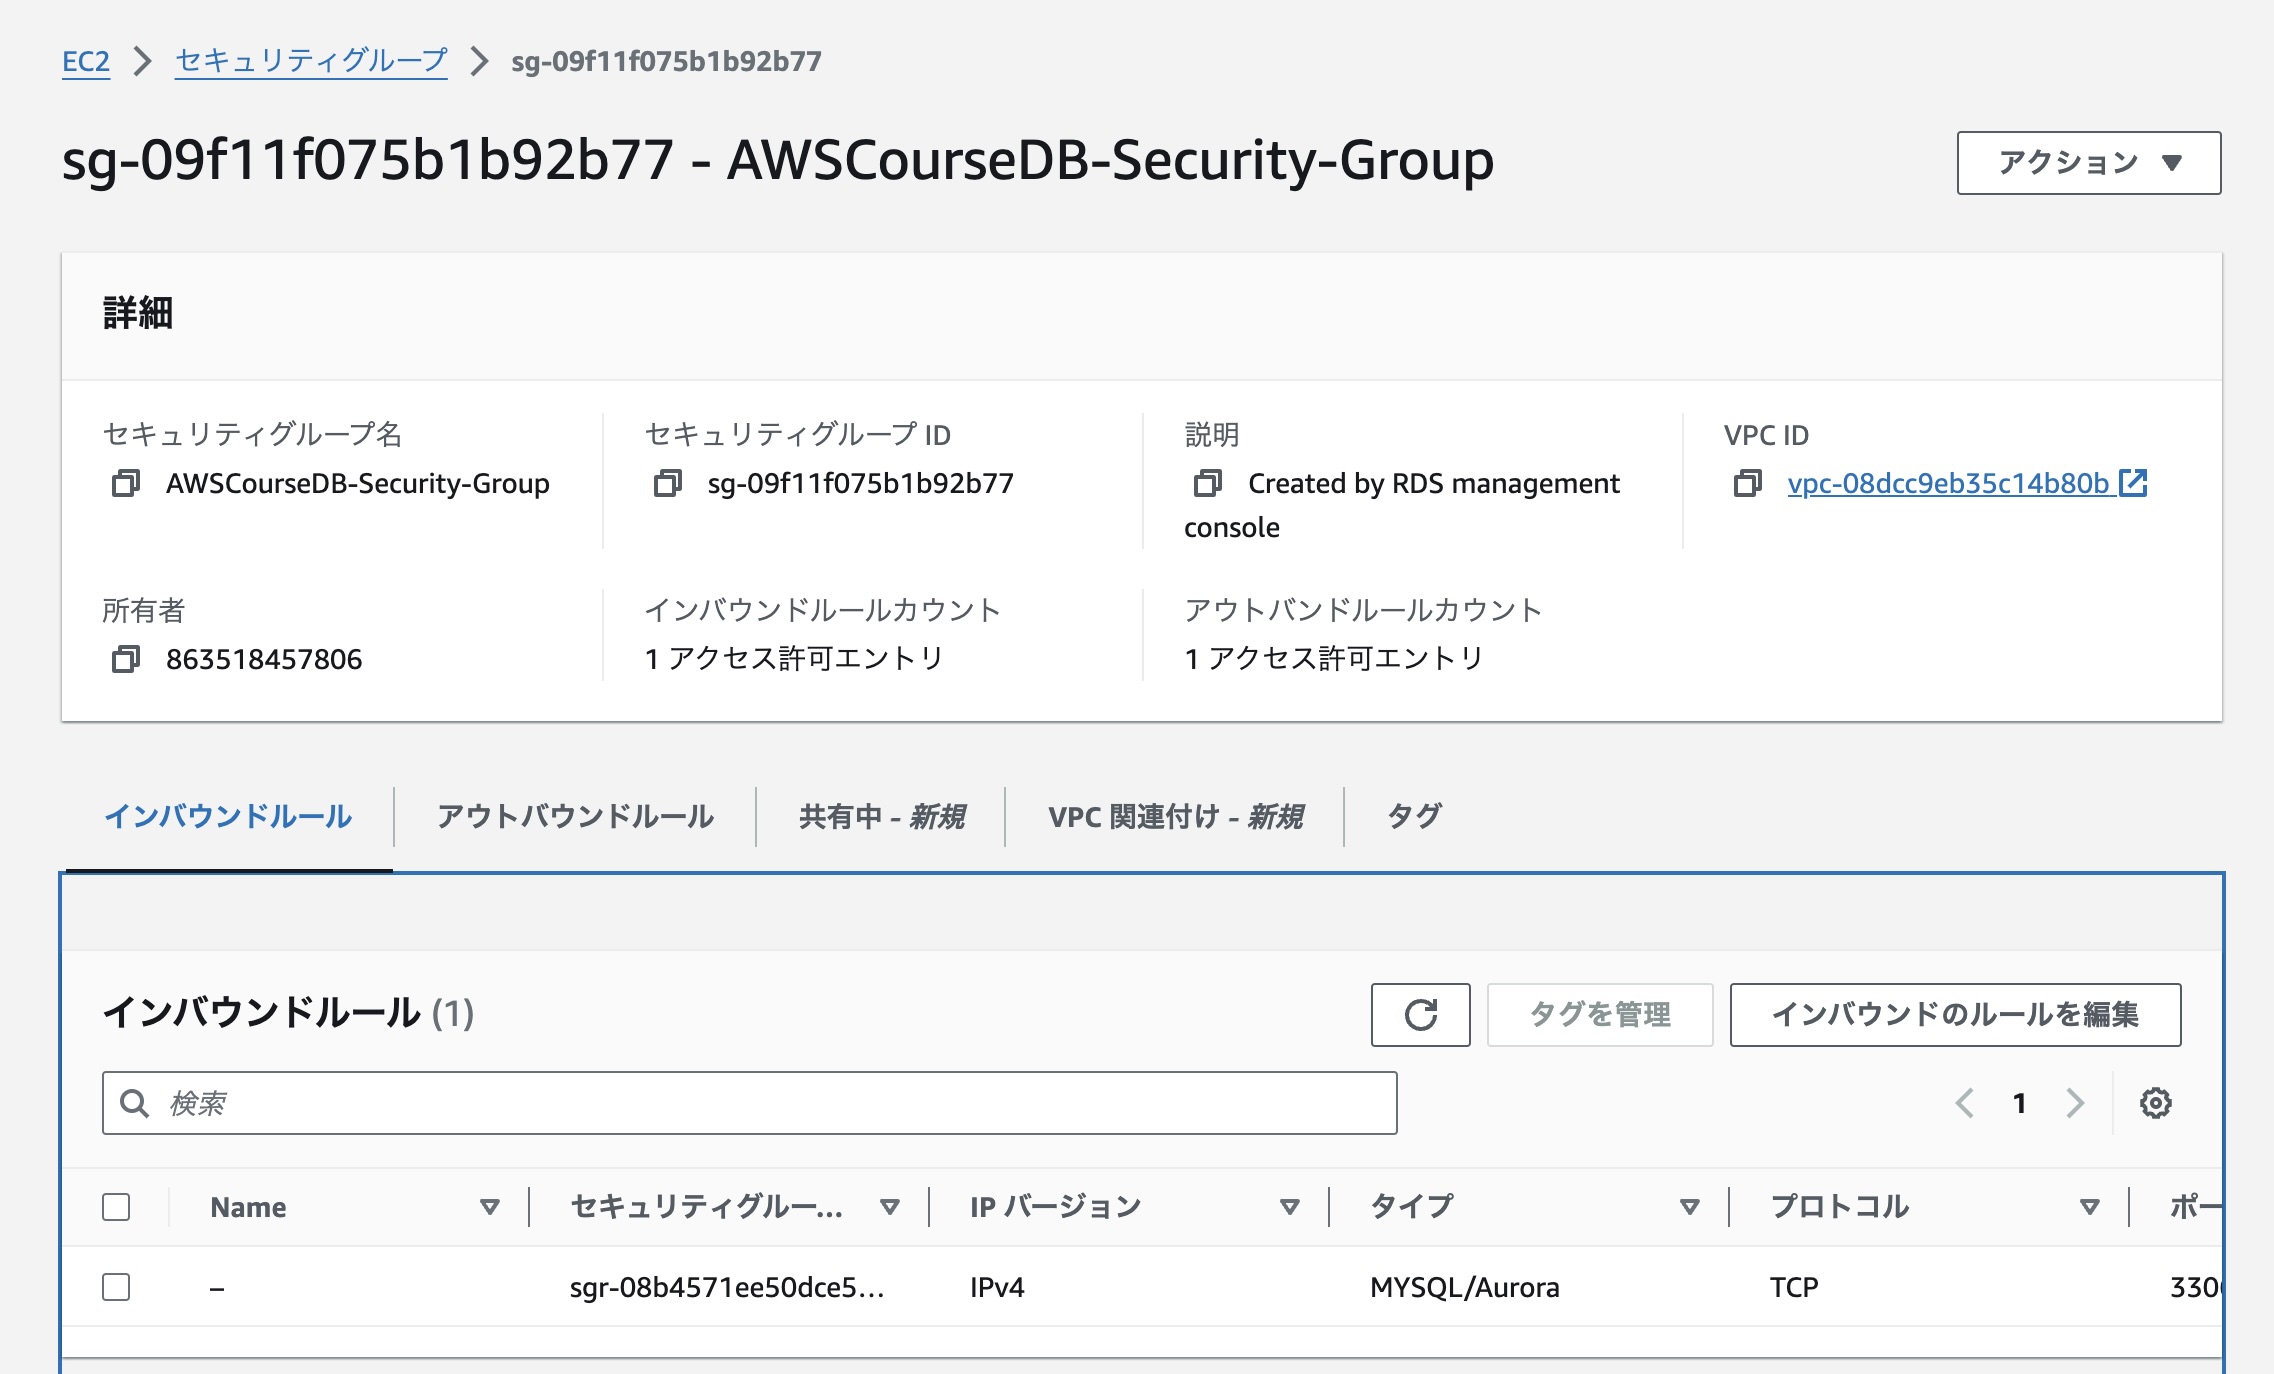 EC2 セキュリティグループ sg-09f11f075b1b92b77
sg-09f11f075b1b92b77 - AWSCourseDB-Security-Group
アクション
詳細
セキュリティグループ名
AWSCourseDB-Security-Group
セキュリティグループ ID
sg-09f11f075b1b92b77
説明
Created by RDS management
console
VPC ID
vpc-08dcc9eb35c14b80b
所有者
863518457806
インバウンドルールカウント
1 アクセス許可エントリ
アウトバンドルールカウント
1 アクセス許可エントリ
インバウンドルール アウトバウンドルール 共有中 - 新規 VPC 関連付け - 新規 タグ
インバウンドルール (1)
タグを管理 インバウンドのルールを編集
検索
1
Name セキュリティグルー... IP バージョン タイプ プロトコル ポー
– sgr-08b4571ee50dce5... IPv4 MYSQL/Aurora TCP 330